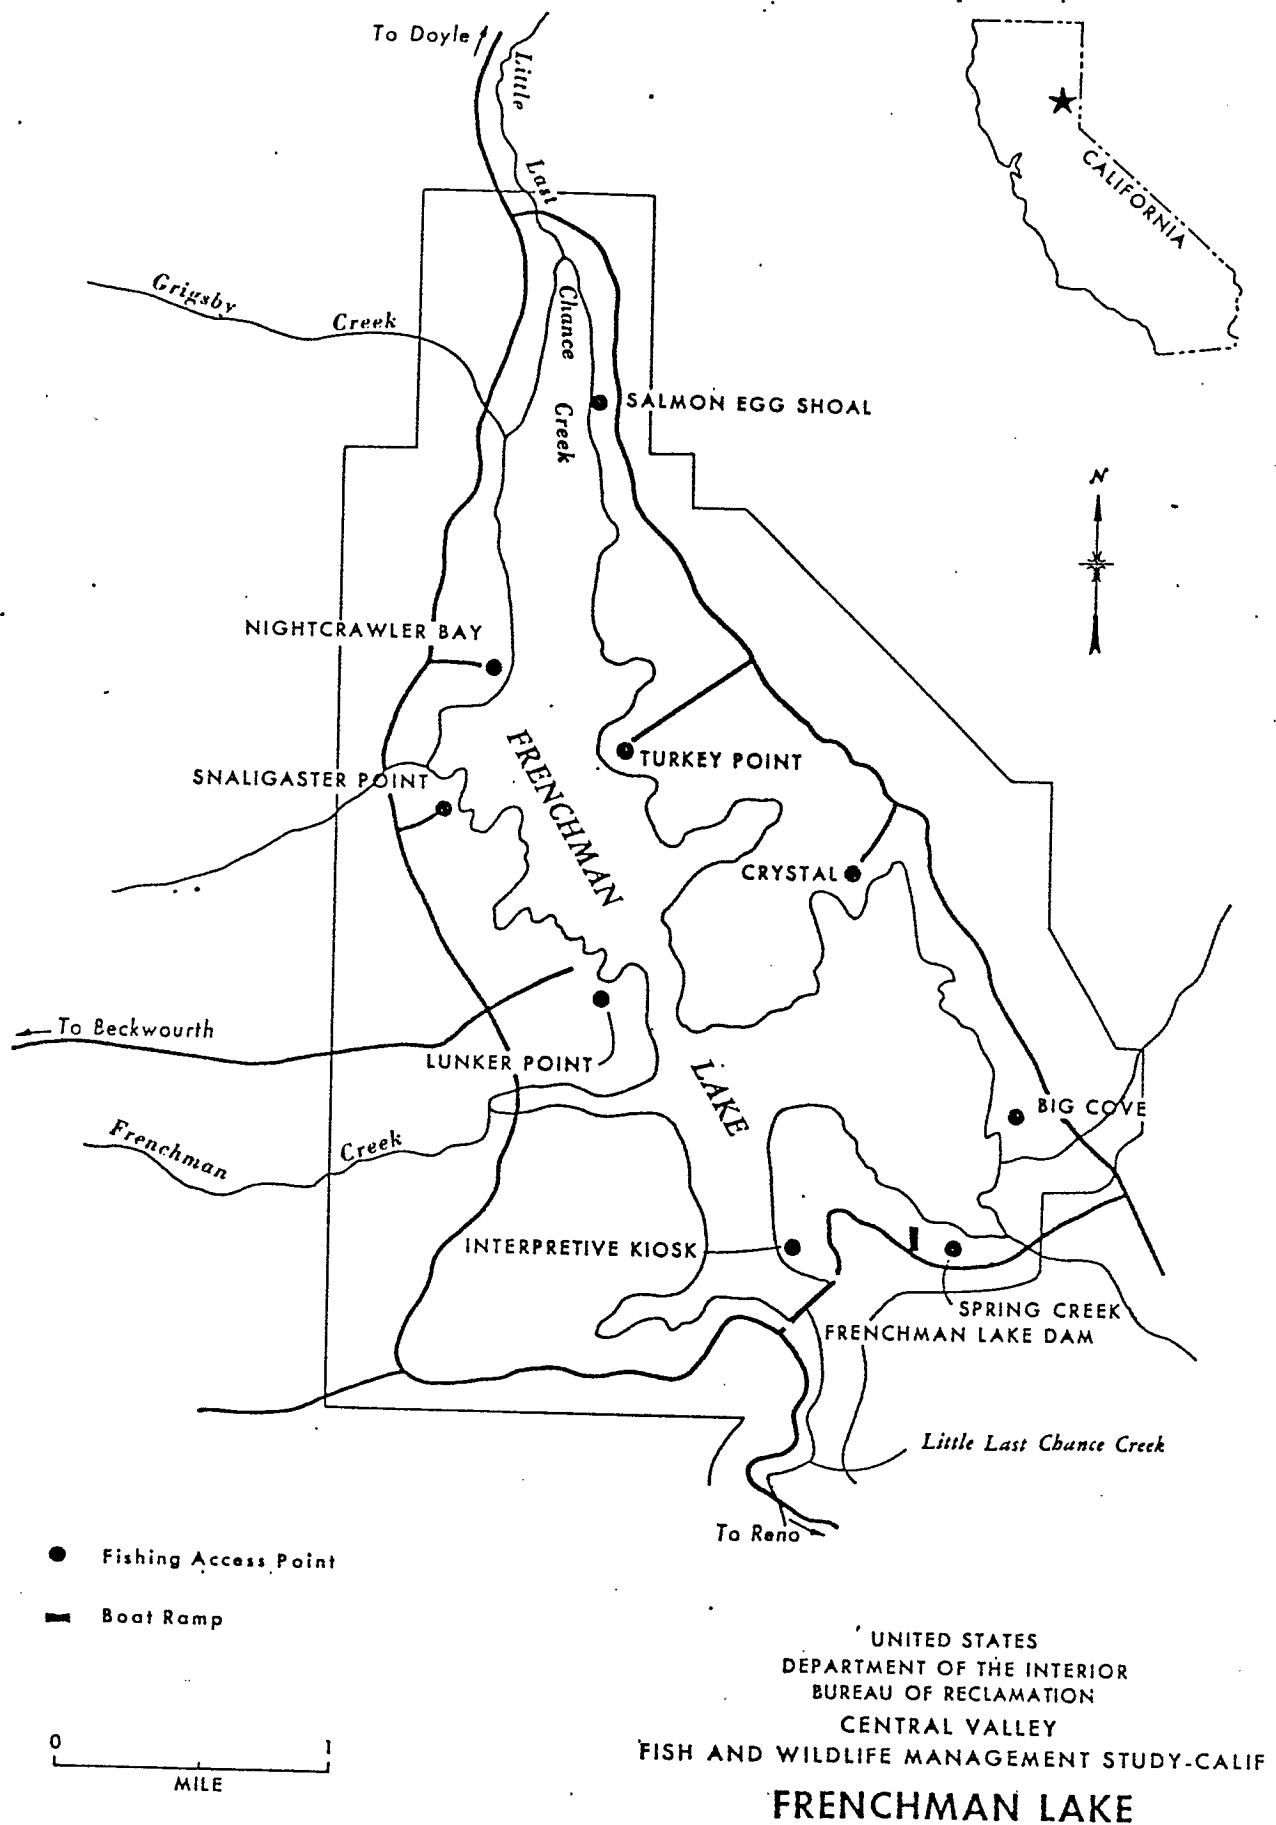 To Doyle
Little
Last
Chance
Creek
CALIFORNIA
Grigsby
Creek
SALMON EGG SHOAL
N
NIGHTCRAWLER BAY
TURKEY POINT
SNALIGASTER POINT
FRENCHMAN
LAKE
CRYSTAL
To Beckwourth
LUNKER POINT
BIG COVE
Frenchman
Creek
INTERPRETIVE KIOSK
SPRING CREEK
FRENCHMAN LAKE DAM
Little Last Chance Creek
To Reno
Fishing Access Point
Boat Ramp
0
1
MILE
UNITED STATES
DEPARTMENT OF THE INTERIOR
BUREAU OF RECLAMATION
CENTRAL VALLEY
FISH AND WILDLIFE MANAGEMENT STUDY-CALIF
FRENCHMAN LAKE